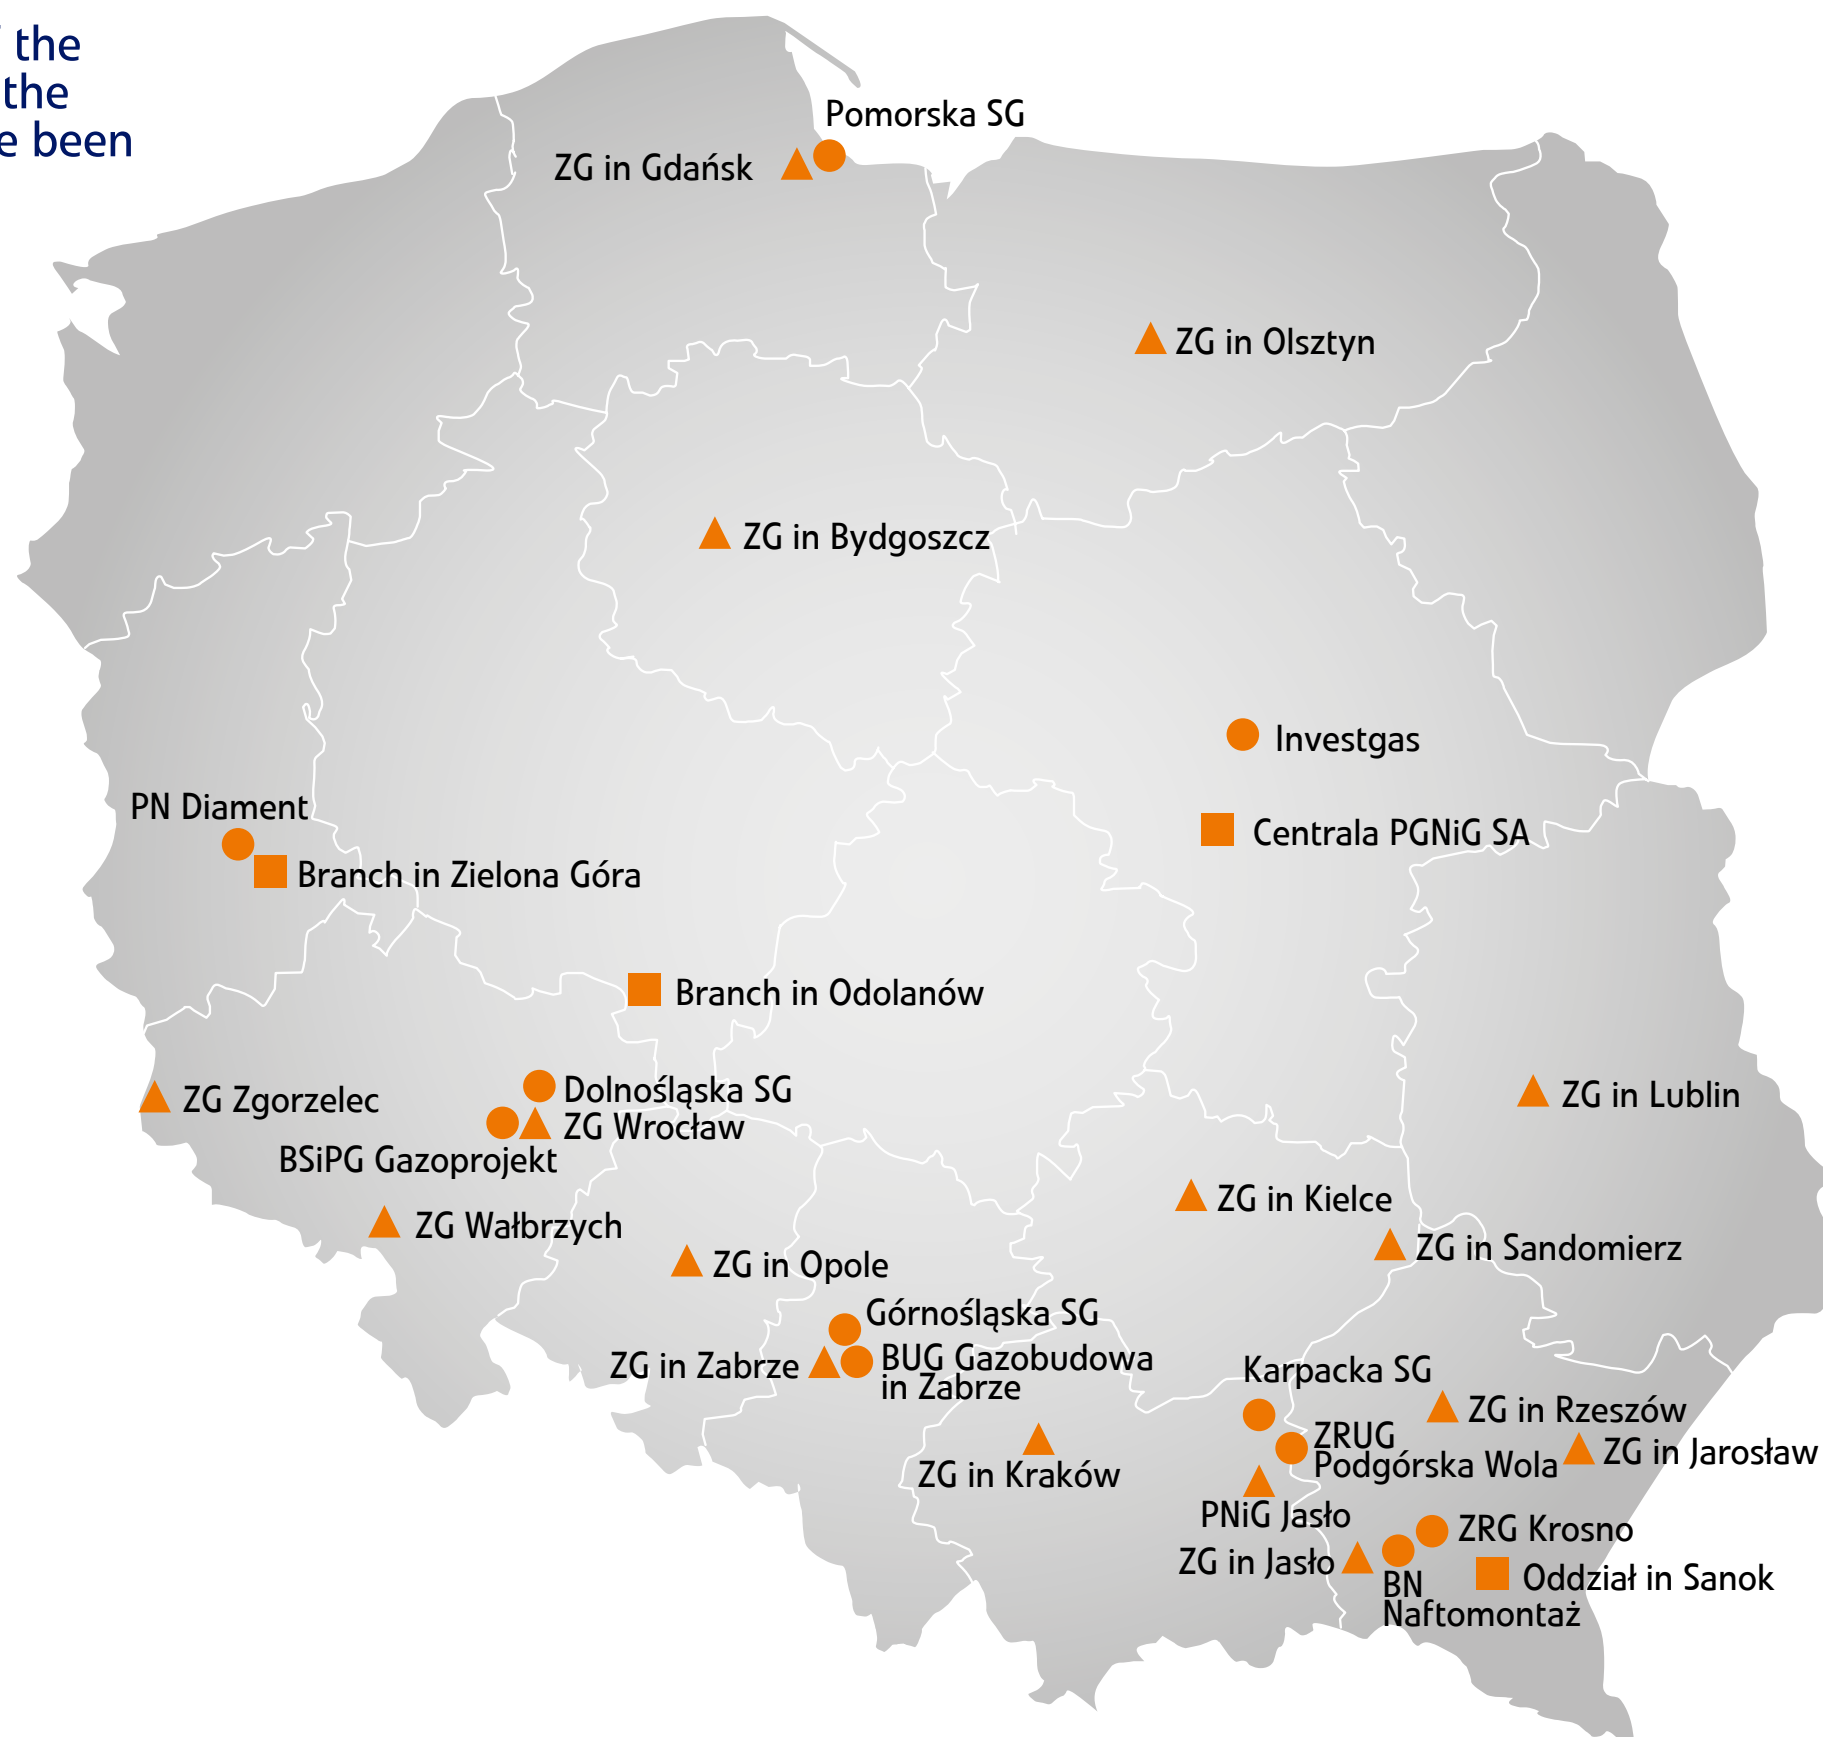 the
the
been
Pomorska SG
ZG in Gdańsk
ZG in Olsztyn
ZG in Bydgoszcz
Investgas
PN Diament
Centrala PGNiG SA
Branch in Zielona Góra
Branch in Odolanów
Dolnośląska SG
ZG Zgorzelec
ZG Wrocław
ZG in Lublin
BSiPG Gazoprojekt
ZG in Kielce
ZG Wałbrzych
ZG in Sandomierz
ZG in Opole
Górnośląska SG
ZG in Zabrze
BUG Gazobudowa
in Zabrze
Karpacka SG
ZG in Rzeszów
ZRUG
Podgórska Wola
ZG in Jarosław
ZG in Kraków
PNiG Jasło
ZRG Krosno
ZG in Jasło
BN
Naftomontaż
Oddział in Sanok